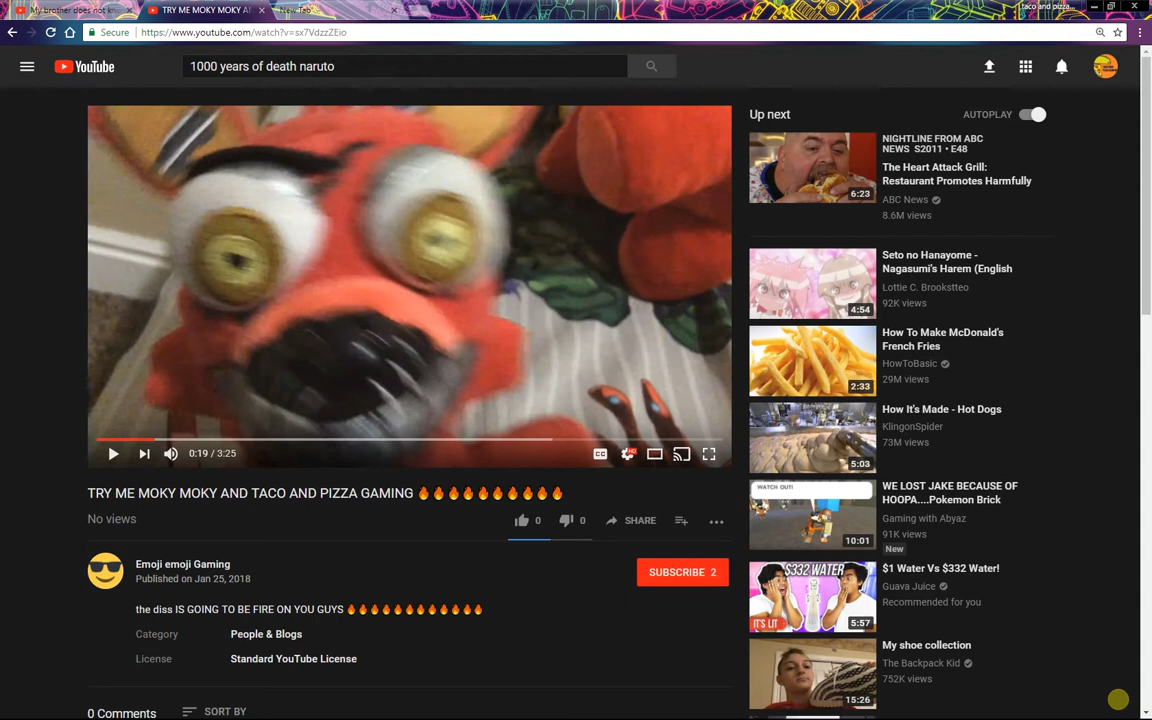 My brother does not kn
TRY ME MOKY MOKY A
New Tab
taco and pizza...
Secure
https://www.youtube.com/watch?v=sx7VdzzZEio
YouTube
1000 years of death naruto
Up next
AUTOPLAY
NIGHTLINE FROM ABC
NEWS S2011 • E48
The Heart Attack Grill:
Restaurant Promotes Harmfully
ABC News
8.6M views
6:23
Seto no Hanayome -
Nagasumi's Harem (English
Lottie C. Brookstteo
92K views
4:54
How To Make McDonald's
French Fries
HowToBasic
29M views
2:33
How It's Made - Hot Dogs
KlingonSpider
73M views
5:03
WATCH OUT!
WE LOST JAKE BECAUSE OF
HOOPA....Pokemon Brick
Gaming with Abyaz
91K views
New
10:01
$332 WATER
IT'S LIT
$1 Water Vs $332 Water!
Guava Juice
Recommended for you
5:57
My shoe collection
The Backpack Kid
752K views
15:26
0:19 / 3:25
CC
HD
TRY ME MOKY MOKY AND TACO AND PIZZA GAMING 🔥🔥🔥🔥🔥🔥🔥🔥🔥🔥
No views
0
0
SHARE
Emoji emoji Gaming
Published on Jan 25, 2018
SUBSCRIBE 2
the diss IS GOING TO BE FIRE ON YOU GUYS 🔥🔥🔥🔥🔥🔥🔥🔥🔥🔥🔥🔥
Category
People & Blogs
License
Standard YouTube License
0 Comments
SORT BY